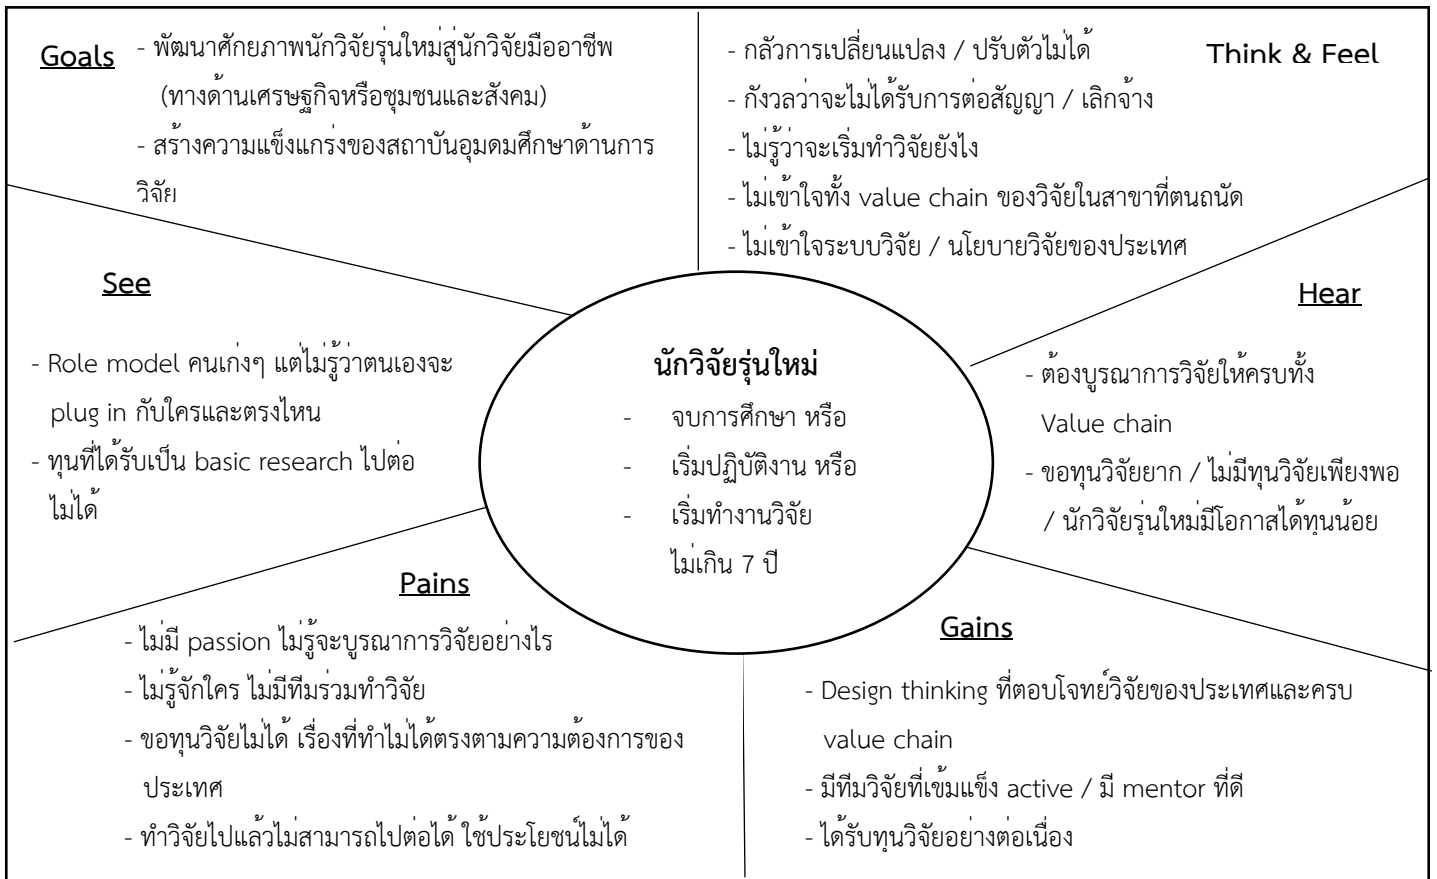 Goals
- พัฒนาศักยภาพนักวิจัยรุ่นใหม่สู่นักวิจัยมืออาชีพ
(ทางด้านเศรษฐกิจหรือชุมชนและสังคม)
- สร้างความแข็งแกร่งของสถาบันอุมดมศึกษาด้านการ
วิจัย
Think & Feel
- กลัวการเปลี่ยนแปลง / ปรับตัวไม่ได้
- กังวลว่าจะไม่ได้รับการต่อสัญญา / เลิกจ้าง
- ไม่รู้ว่าจะเริ่มทำวิจัยยังไง
- ไม่เข้าใจทั้ง value chain ของวิจัยในสาขาที่ตนถนัด
- ไม่เข้าใจระบบวิจัย / นโยบายวิจัยของประเทศ
See
- Role model คนเก่งๆ แต่ไม่รู้ว่าตนเองจะ
plug in กับใครและตรงไหน
- ทุนที่ได้รับเป็น basic research ไปต่อ
ไม่ได้
นักวิจัยรุ่นใหม่
- จบการศึกษา หรือ
- เริ่มปฏิบัติงาน หรือ
- เริ่มทำงานวิจัย
ไม่เกิน 7 ปี
Hear
- ต้องบูรณาการวิจัยให้ครบทั้ง
Value chain
- ขอทุนวิจัยยาก / ไม่มีทุนวิจัยเพียงพอ
/ นักวิจัยรุ่นใหม่มีโอกาสได้ทุนน้อย
Pains
- ไม่มี passion ไม่รู้จะบูรณาการวิจัยอย่างไร
- ไม่รู้จักใคร ไม่มีทีมร่วมทำวิจัย
- ขอทุนวิจัยไม่ได้ เรื่องที่ทำไม่ได้ตรงตามความต้องการของ
ประเทศ
- ทำวิจัยไปแล้วไม่สามารถไปต่อได้ ใช้ประโยชน์ไม่ได้
Gains
- Design thinking ที่ตอบโจทย์วิจัยของประเทศและครบ
value chain
- มีทีมวิจัยที่เข้มแข็ง active / มี mentor ที่ดี
- ได้รับทุนวิจัยอย่างต่อเนื่อง